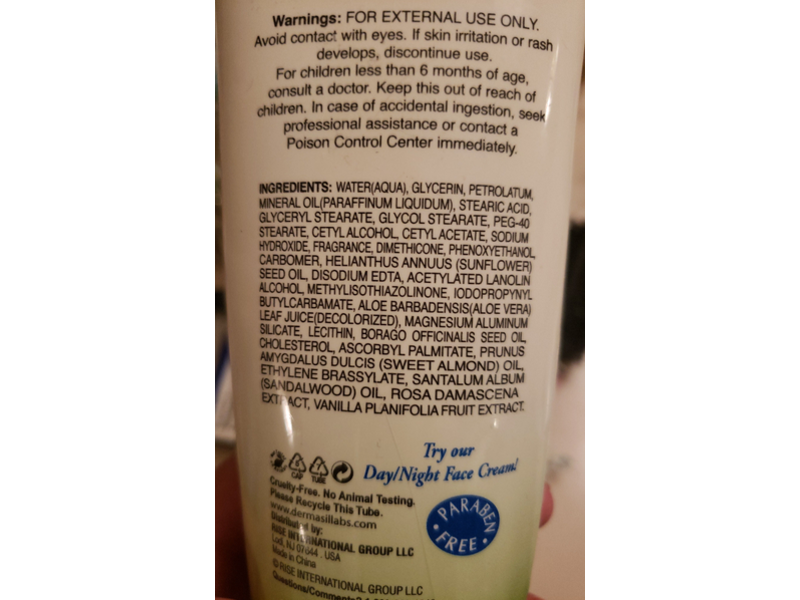 Warnings: FOR EXTERNAL USE ONLY.
Avoid contact with eyes. If skin irritation or rash
develops, discontinue use.
For children less than 6 months of age,
consult a doctor. Keep this out of reach of
children. In case of accidental ingestion, seek
professional assistance or contact a
Poison Control Center immediately.
INGREDIENTS: WATER(AQUA), GLYCERIN, PETROLATUM,
MINERAL OIL(PARAFFINUM LIQUIDUM), STEARIC ACID,
GLYCERYL STEARATE, GLYCOL STEARATE, PEG-40
STEARATE, CETYL ALCOHOL, CETYL ACETATE, SODIUM
HYDROXIDE, FRAGRANCE, DIMETHICONE, PHENOXYETHANOL,
CARBOMER, HELIANTHUS ANNUUS (SUNFLOWER)
SEED OIL, DISODIUM EDTA, ACETYLATED LANOLIN
ALCOHOL, METHYLISOTHIAZOLINONE, IODOPROPYNYL
BUTYLCARBAMATE, ALOE BARBADENSIS(ALOE VERA)
LEAF JUICE(DECOLORIZED), MAGNESIUM ALUMINUM
SILICATE, LECITHIN, BORAGO OFFICINALIS SEED OIL,
CHOLESTEROL, ASCORBYL PALMITATE, PRUNUS
AMYGDALUS DULCIS (SWEET ALMOND) OIL,
ETHYLENE BRASSYLATE, SANTALUM ALBUM
(SANDALWOOD) OIL, ROSA DAMASCENA
EXTRACT, VANILLA PLANIFOLIA FRUIT EXTRACT.
Try our
Day/Night Face Cream!
CAP TUBE
Cruelty-Free. No Animal Testing.
Please Recycle This Tube.
www.dermasillabs.com
Distributed by:
RISE INTERNATIONAL GROUP LLC
Lodi, NJ 07644 . USA
Made in China
© RISE INTERNATIONAL GROUP LLC
Questions/Comments?
PARABEN
FREE